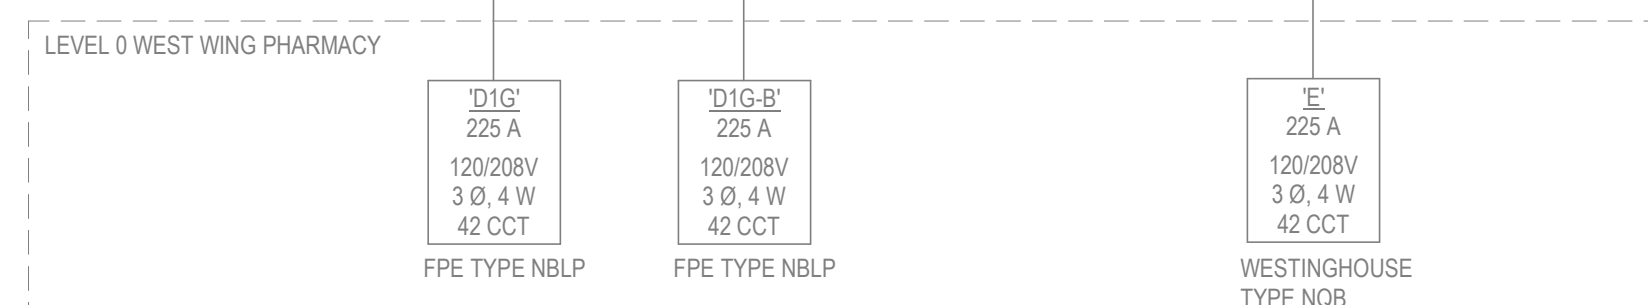 LEVEL 0 WEST WING PHARMACY
'D1G'
225 A
120/208V
3 Ø, 4 W
42 CCT
FPE TYPE NBLP
'D1G-B'
225 A
120/208V
3 Ø, 4 W
42 CCT
FPE TYPE NBLP
'E'
225 A
120/208V
3 Ø, 4 W
42 CCT
WESTINGHOUSE
TYPE NQB